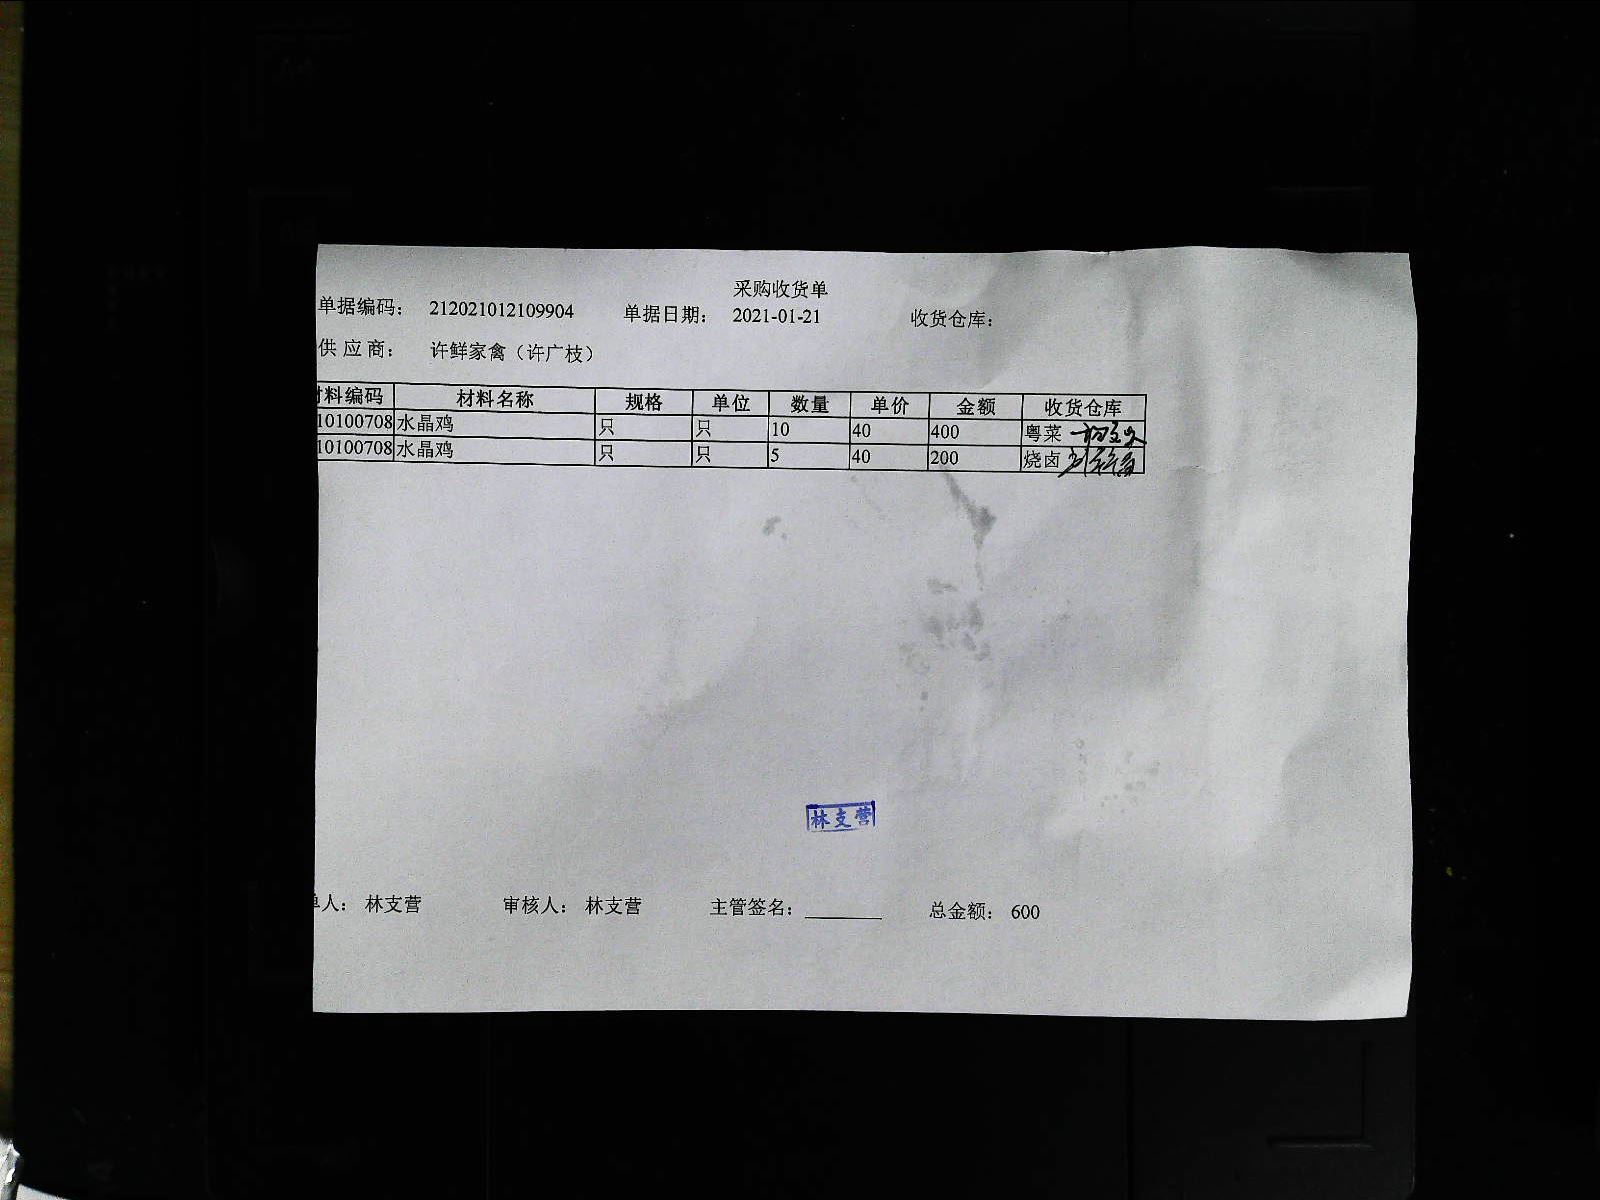 采购收货单
单据编码： 212021012109904 单据日期： 2021-01-21 收货仓库：
供应商： 许鲜家禽（许广枝）
材料编码 材料名称 规格 单位 数量 单价 金额 收货仓库
10100708 水晶鸡 只 只 10 40 400 粤菜
10100708 水晶鸡 只 只 5 40 200 烧卤
林支营
单人： 林支营 审核人： 林支营 主管签名： 总金额： 600